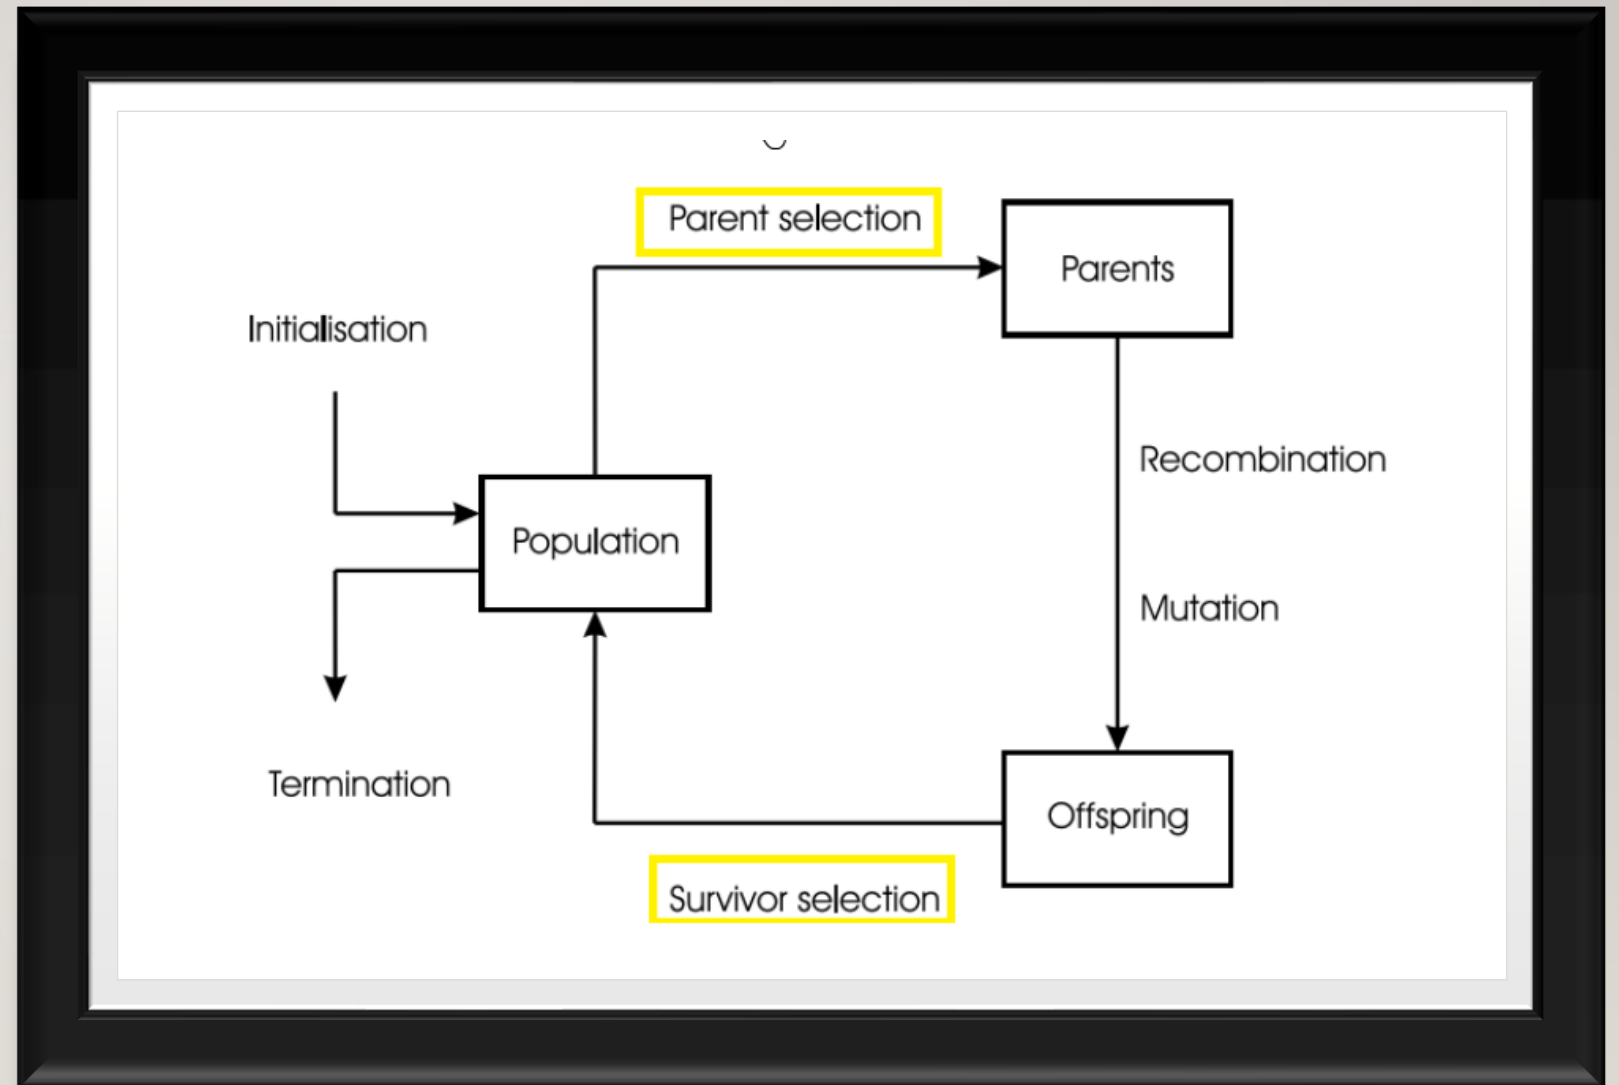 Parent selection
Parents
Initialisation
Recombination
Population
Mutation
Termination
Offspring
Survivor selection